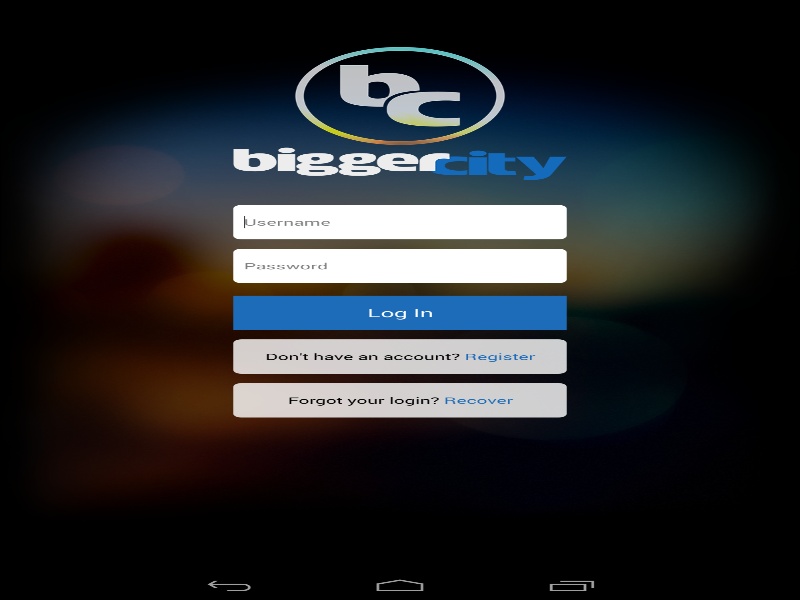 bc
biggercity
Username
Password
Log In
Don't have an account? Register
Forgot your login? Recover